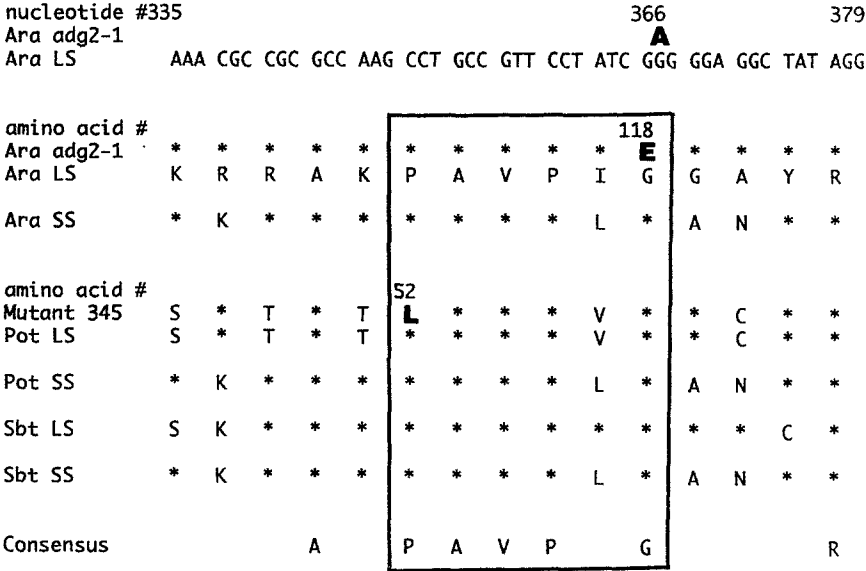 nucleotide #335 366 379
Ara adg2-1 A
Ara LS AAA CGC CGC GCC AAG CCT GCC GTT CCT ATC GGG GGA GGC TAT AGG
amino acid # 118
Ara adg2-1 * * * * * * * * * * E * * * *
Ara LS K R R A K P A V P I G G A Y R
Ara SS * K * * * * * * * L * A N * *
amino acid # 52
Mutant 345 S * T * T L * * * V * * C * *
Pot LS S * T * T * * * * V * * C * *
Pot SS * K * * * * * * * L * A N * *
Sbt LS S K * * * * * * * * * * * C *
Sbt SS * K * * * * * * * L * A N * *
Consensus A P A V P G R